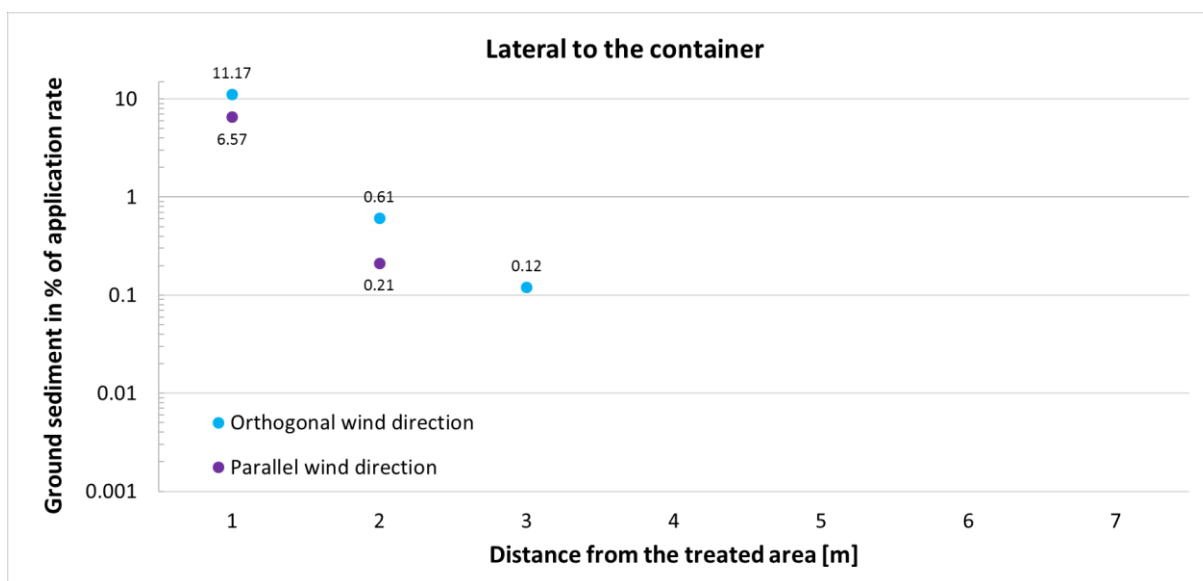 Lateral to the container
Ground sediment in % of application rate
10
1
0.1
0.01
0.001
11.17
6.57
0.61
0.21
0.12
Orthogonal wind direction
Parallel wind direction
1 2 3 4 5 6 7
Distance from the treated area [m]